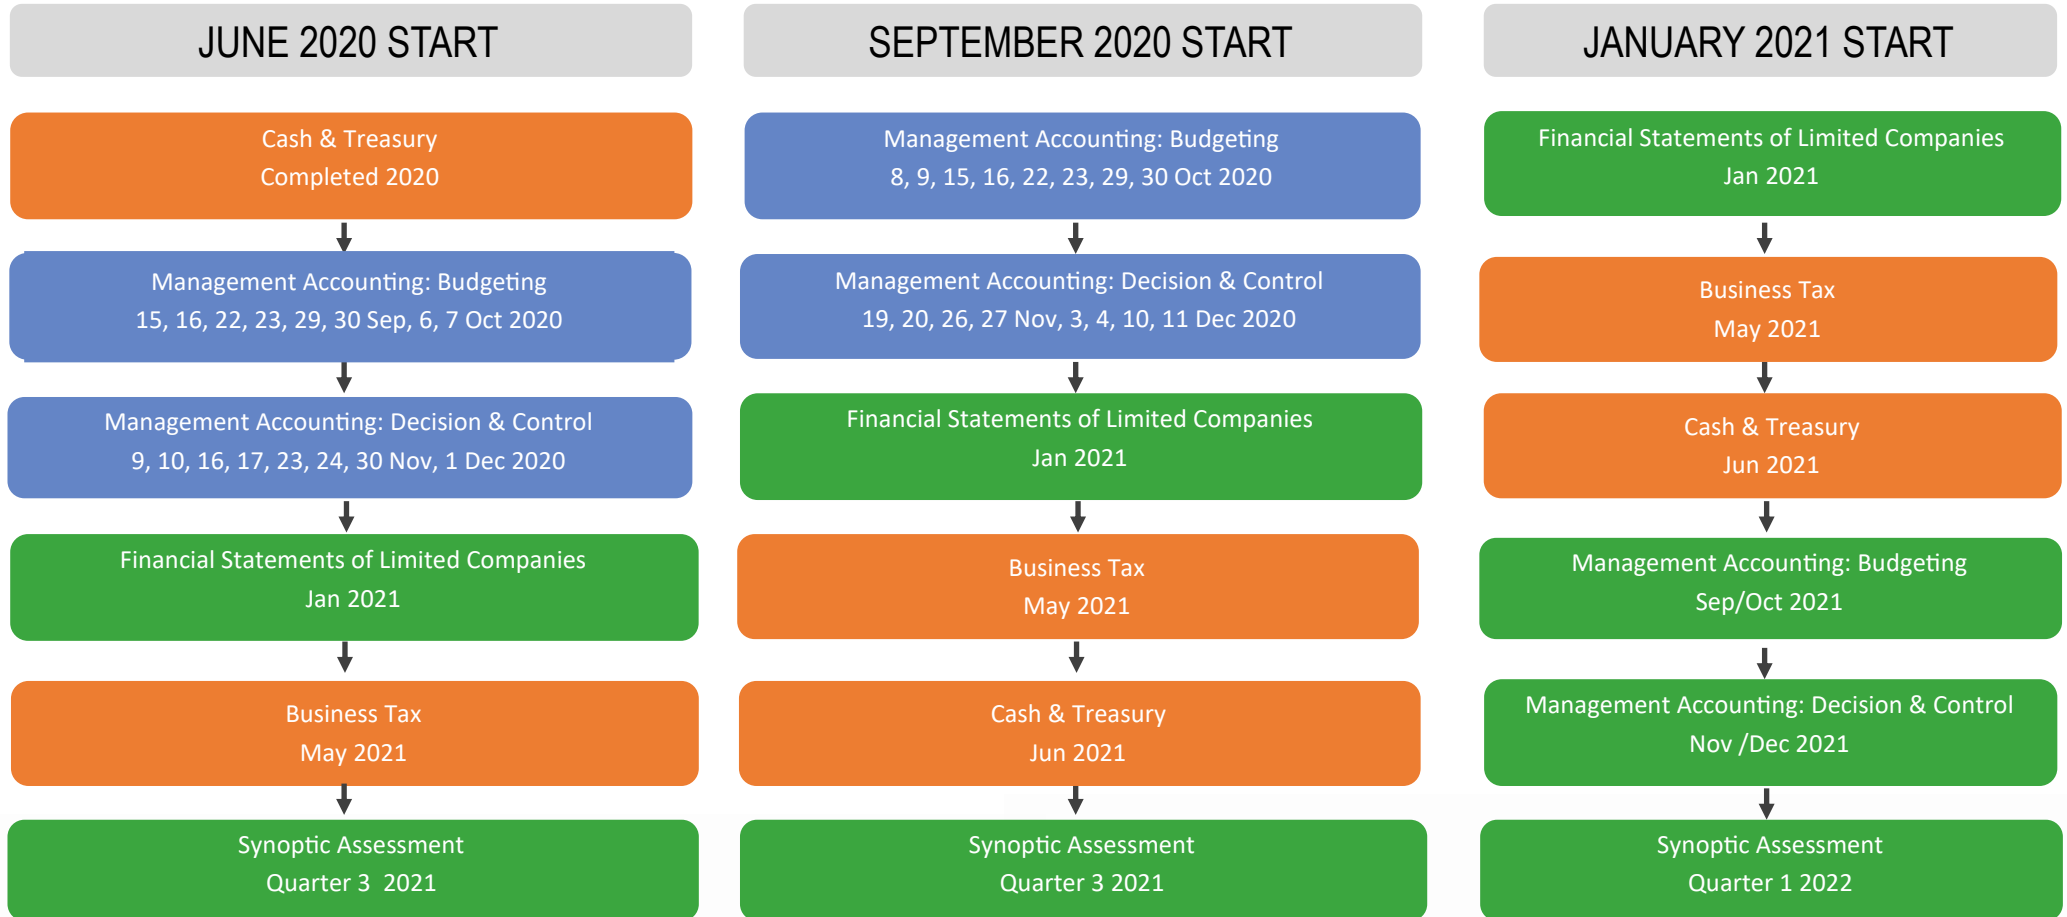 JUNE 2020 START
Cash & Treasury
Completed 2020
Management Accounting: Budgeting
15, 16, 22, 23, 29, 30 Sep, 6, 7 Oct 2020
Management Accounting: Decision & Control
9, 10, 16, 17, 23, 24, 30 Nov, 1 Dec 2020
Financial Statements of Limited Companies
Jan 2021
Business Tax
May 2021
Synoptic Assessment
Quarter 3  2021
SEPTEMBER 2020 START
Management Accounting: Budgeting
8, 9, 15, 16, 22, 23, 29, 30 Oct 2020
Management Accounting: Decision & Control
19, 20, 26, 27 Nov, 3, 4, 10, 11 Dec 2020
Financial Statements of Limited Companies
Jan 2021
Business Tax
May 2021
Cash & Treasury
Jun 2021
Synoptic Assessment
Quarter 3 2021
JANUARY 2021 START
Financial Statements of Limited Companies
Jan 2021
Business Tax
May 2021
Cash & Treasury
Jun 2021
Management Accounting: Budgeting
Sep/Oct 2021
Management Accounting: Decision & Control
Nov /Dec 2021
Synoptic Assessment
Quarter 1 2022